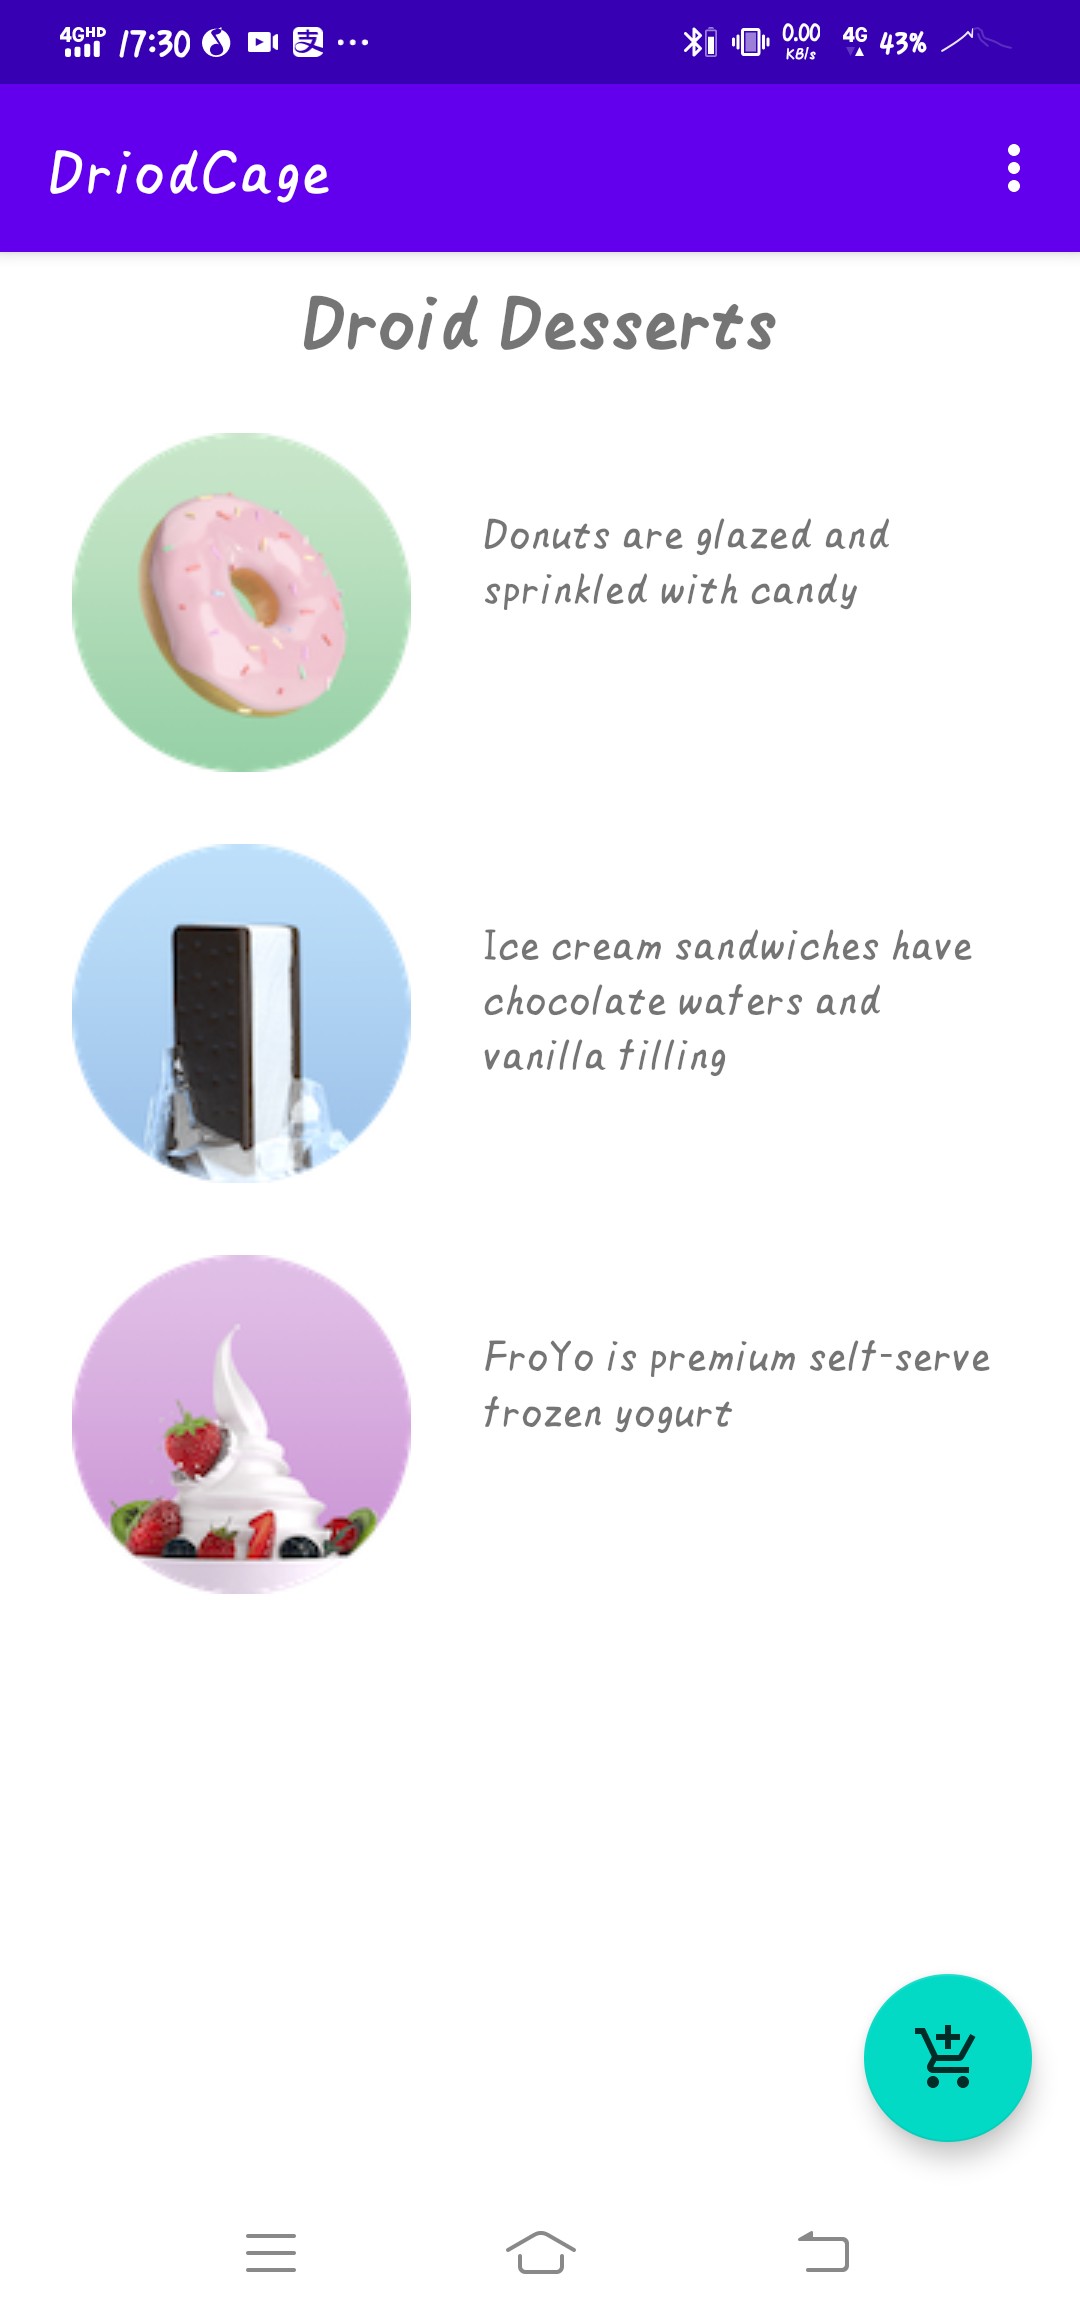 4GHD 17:30 支 ... 0.00 KB/s 4G 43%
DriodCage
Droid Desserts
Donuts are glazed and
sprinkled with candy
Ice cream sandwiches have
chocolate wafers and
vanilla filling
FroYo is premium self-serve
frozen yogurt